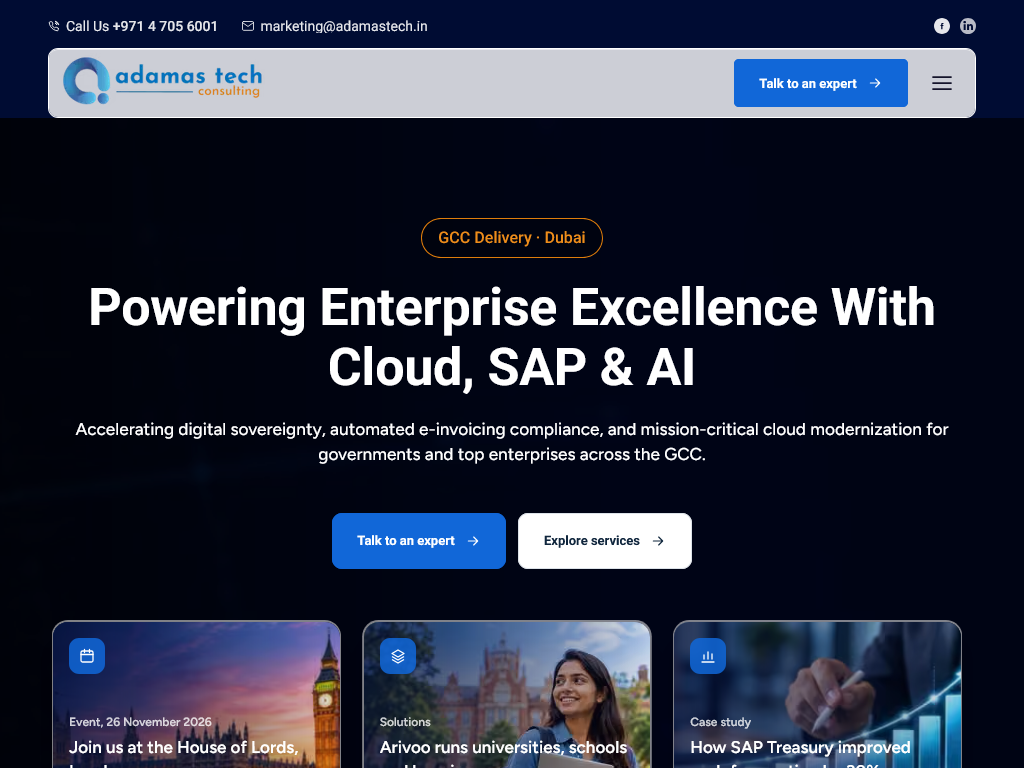 Call Us +971 4 705 6001
marketing@adamastech.in
adamas tech
consulting
Talk to an expert
GCC Delivery · Dubai
Powering Enterprise Excellence With
Cloud, SAP & AI
Accelerating digital sovereignty, automated e-invoicing compliance, and mission-critical cloud modernization for
governments and top enterprises across the GCC.
Talk to an expert
Explore services
Event, 26 November 2026
Join us at the House of Lords,
Solutions
Arivoo runs universities, schools
Case study
How SAP Treasury improved